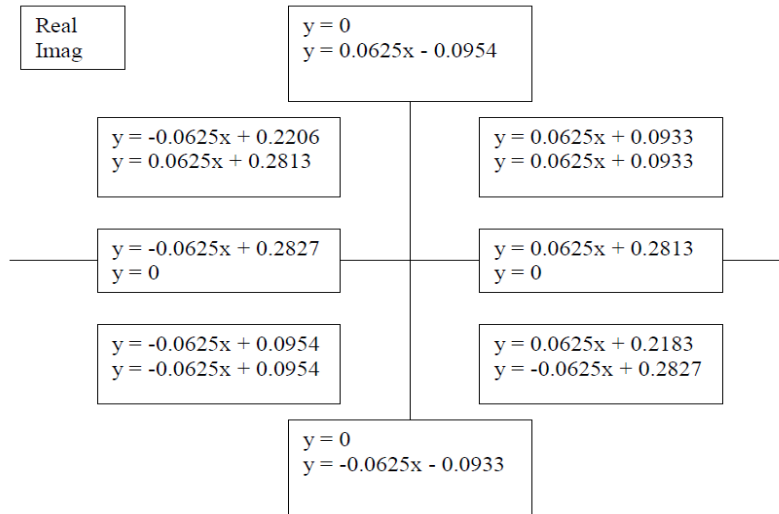 Real
Imag
y = 0
y = 0.0625x - 0.0954
y = -0.0625x + 0.2206
y = 0.0625x + 0.2813
y = 0.0625x + 0.0933
y = 0.0625x + 0.0933
y = -0.0625x + 0.2827
y = 0
y = 0.0625x + 0.2813
y = 0
y = -0.0625x + 0.0954
y = -0.0625x + 0.0954
y = 0.0625x + 0.2183
y = -0.0625x + 0.2827
y = 0
y = -0.0625x - 0.0933